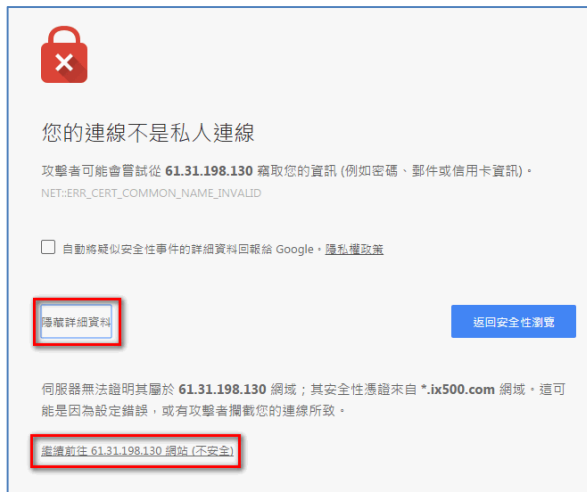 您的連線不是私人連線
攻擊者可能會嘗試從 61.31.198.130 竊取您的資訊 (例如密碼、郵件或信用卡資訊)。
NET::ERR_CERT_COMMON_NAME_INVALID
自動將疑似安全性事件的詳細資料回報給 Google。隱私權政策
隱藏詳細資料
返回安全性瀏覽
伺服器無法證明其屬於 61.31.198.130 網域；其安全性憑證來自 *.ix500.com 網域。這可
能是因為設定錯誤，或有攻擊者攔截您的連線所致。
繼續前往 61.31.198.130 網站 (不安全)